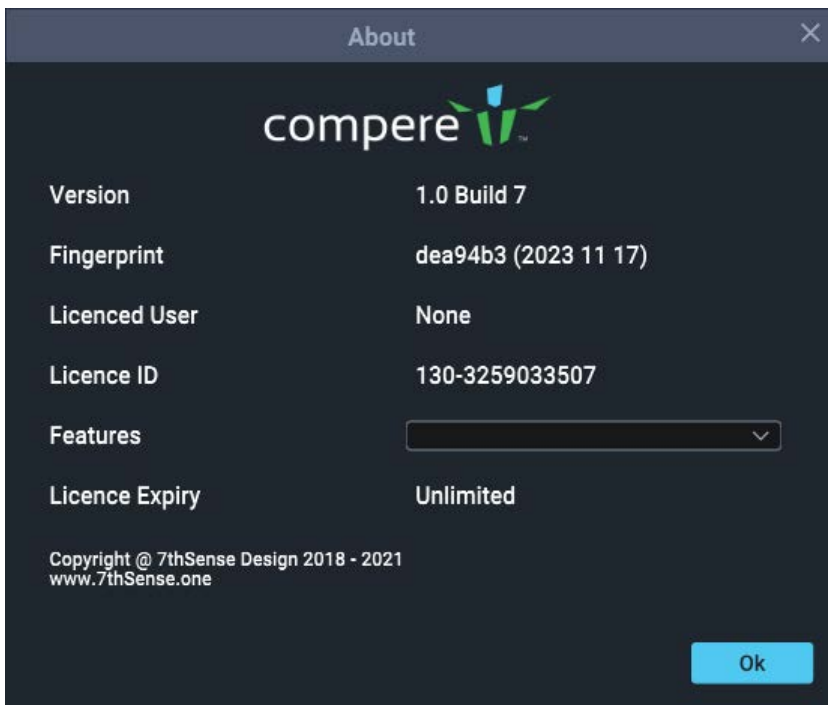 About
compere™
Version 1.0 Build 7
Fingerprint dea94b3 (2023 11 17)
Licenced User None
Licence ID 130-3259033507
Features
Licence Expiry Unlimited
Copyright @ 7thSense Design 2018 - 2021
www.7thSense.one
Ok